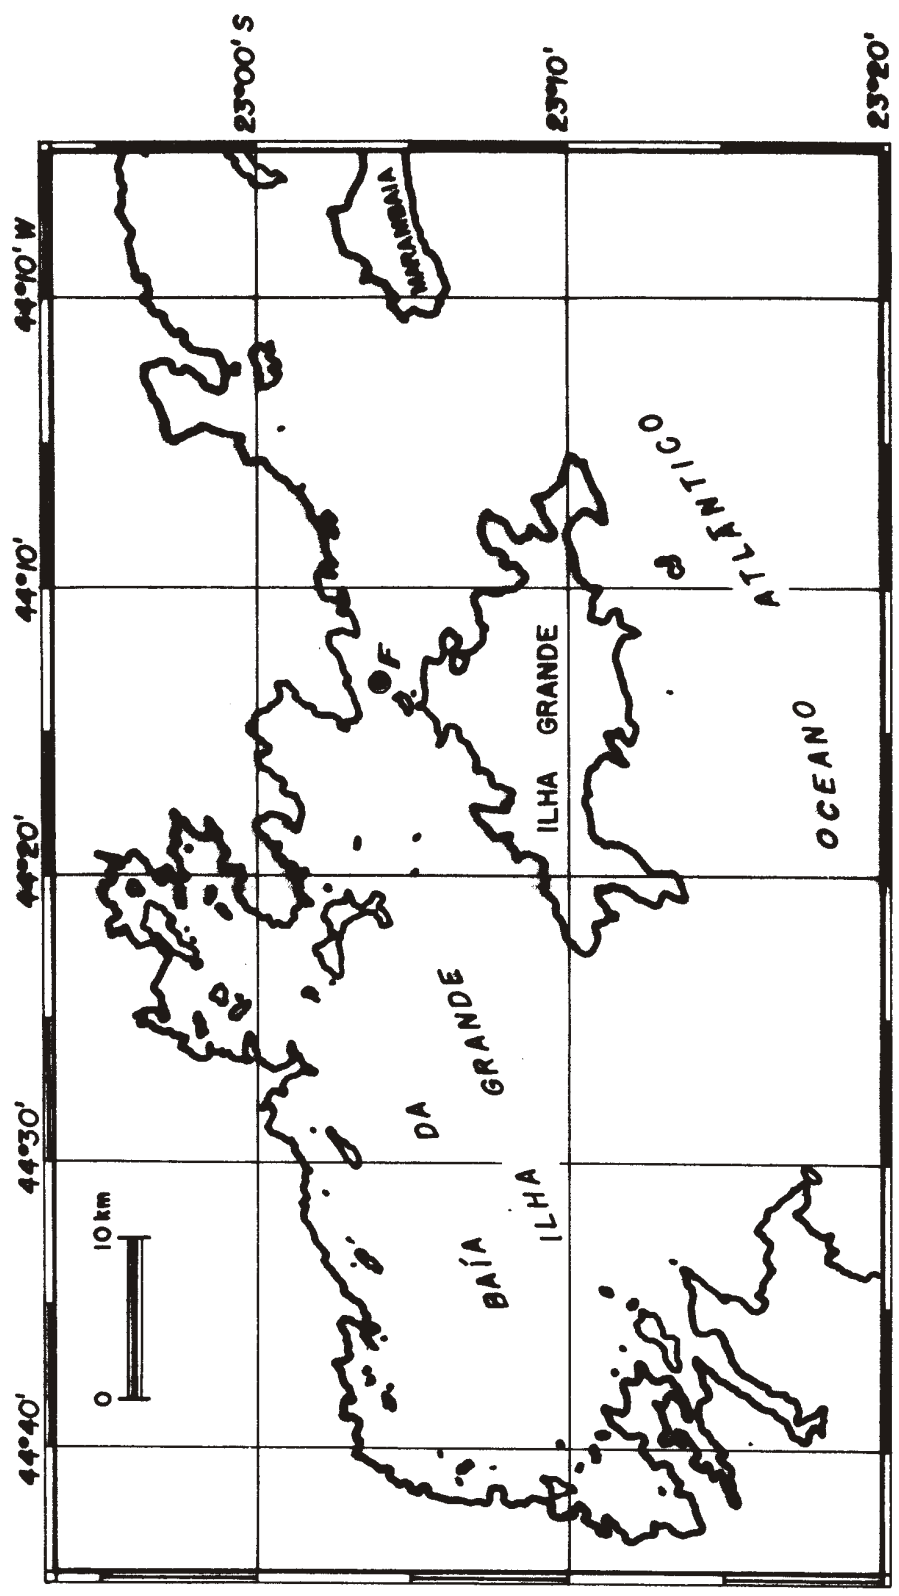 44°40'
44°30'
44°20'
44°10'
44°10' W
23°00' S
23°10'
23°20'
0 10 km
MARAMBAIA
F
ILHA GRANDE
BAÍA DA
ILHA GRANDE
OCEANO ATLÂNTICO